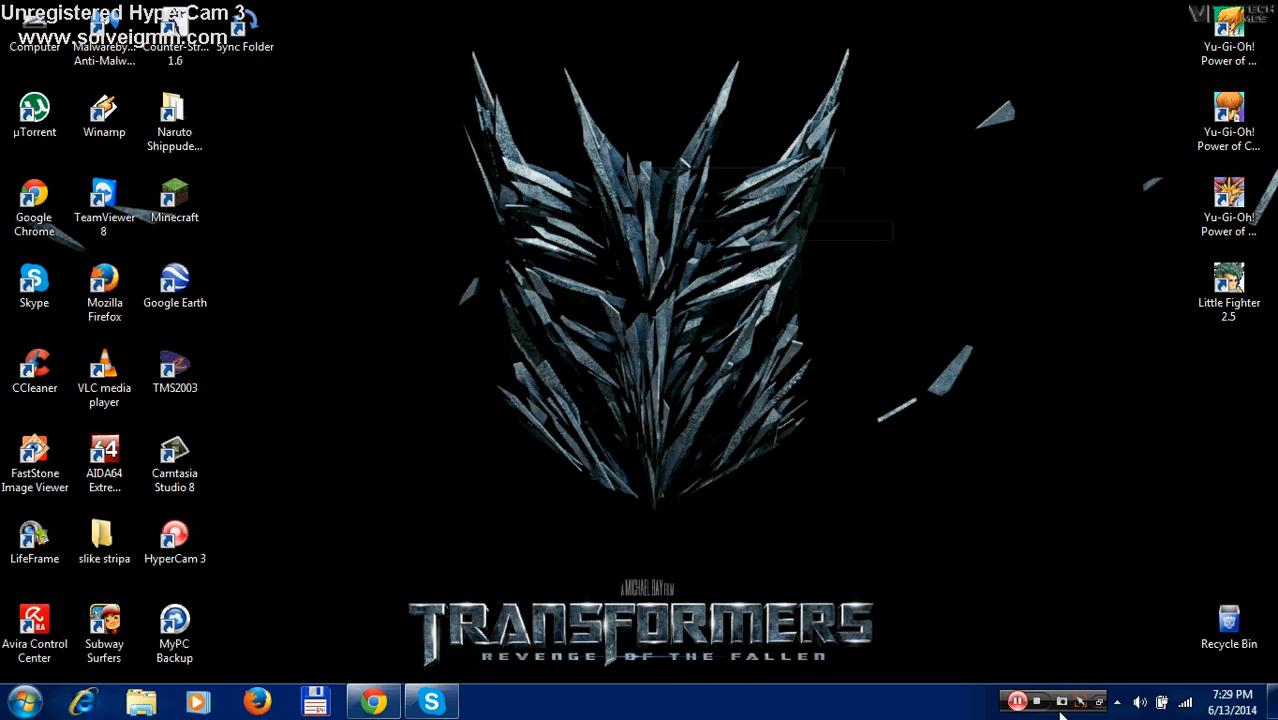 Unregistered HyperCam 3
www.solveigmm.com
Computer
Malwareby...
Anti-Malw...
Counter-Str...
1.6
Sync Folder
µTorrent
Winamp
Naruto
Shippude...
Google
Chrome
TeamViewer
8
Minecraft
Skype
Mozilla
Firefox
Google Earth
CCleaner
VLC media
player
TMS2003
FastStone
Image Viewer
64
AIDA64
Extre...
Camtasia
Studio 8
LifeFrame
slike stripa
HyperCam 3
RA
Avira Control
Center
Subway
Surfers
MyPC
Backup
Yu-Gi-Oh!
Power of ...
Yu-Gi-Oh!
Power of C...
Yu-Gi-Oh!
Power of ...
Little Fighter
2.5
Recycle Bin
A MICHAEL BAY FILM
TRANSFORMERS
REVENGE OF THE FALLEN
7:29 PM
6/13/2014